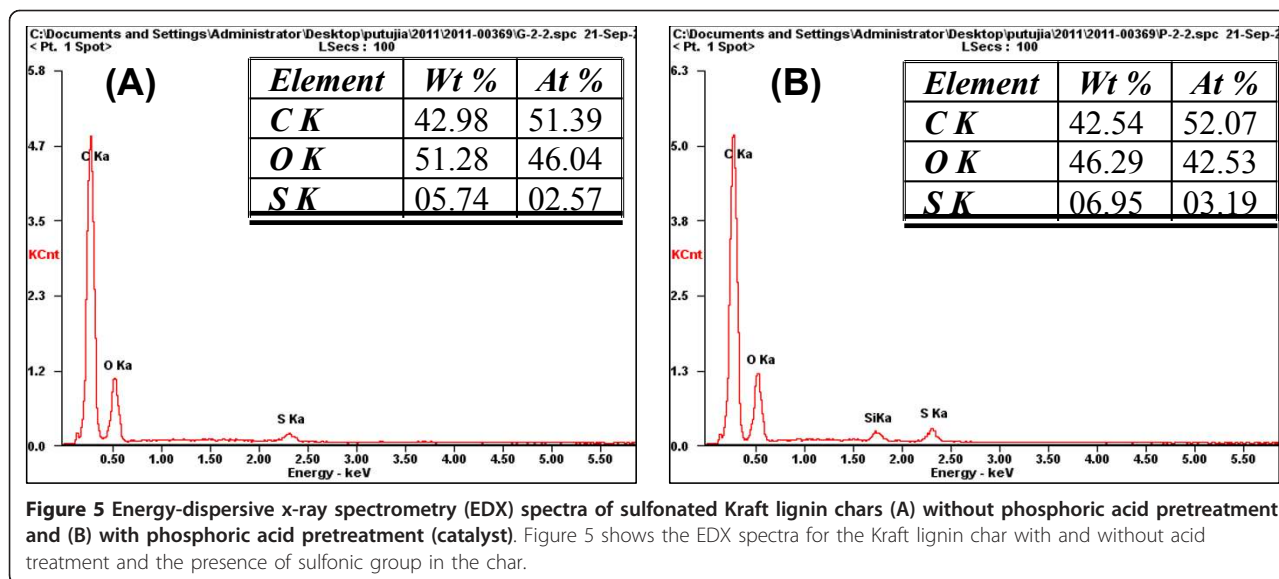 C:\Documents and Settings\Administrator\Desktop\putujia\2011\2011-00369\G-2-2.spc 21-Sep-2
< Pt. 1 Spot>
LSecs : 100
5.8
4.7
3.5
KCnt
2.3
1.2
0.0
(A)
Element Wt % At %
C K 42.98 51.39
O K 51.28 46.04
S K 05.74 02.57
C Ka
O Ka
S Ka
0.50 1.00 1.50 2.00 2.50 3.00 3.50 4.00 4.50 5.00 5.50
Energy - keV
C:\Documents and Settings\Administrator\Desktop\putujia\2011\2011-00369\P-2-2.spc 21-Sep-2
< Pt. 1 Spot>
LSecs : 100
6.3
5.0
3.8
KCnt
2.5
1.3
0.0
(B)
Element Wt % At %
C K 42.54 52.07
O K 46.29 42.53
S K 06.95 03.19
C Ka
O Ka
SiKa
S Ka
0.50 1.00 1.50 2.00 2.50 3.00 3.50 4.00 4.50 5.00 5.50
Energy - keV
Figure 5 Energy-dispersive x-ray spectrometry (EDX) spectra of sulfonated Kraft lignin chars (A) without phosphoric acid pretreatment
and (B) with phosphoric acid pretreatment (catalyst). Figure 5 shows the EDX spectra for the Kraft lignin char with and without acid
treatment and the presence of sulfonic group in the char.